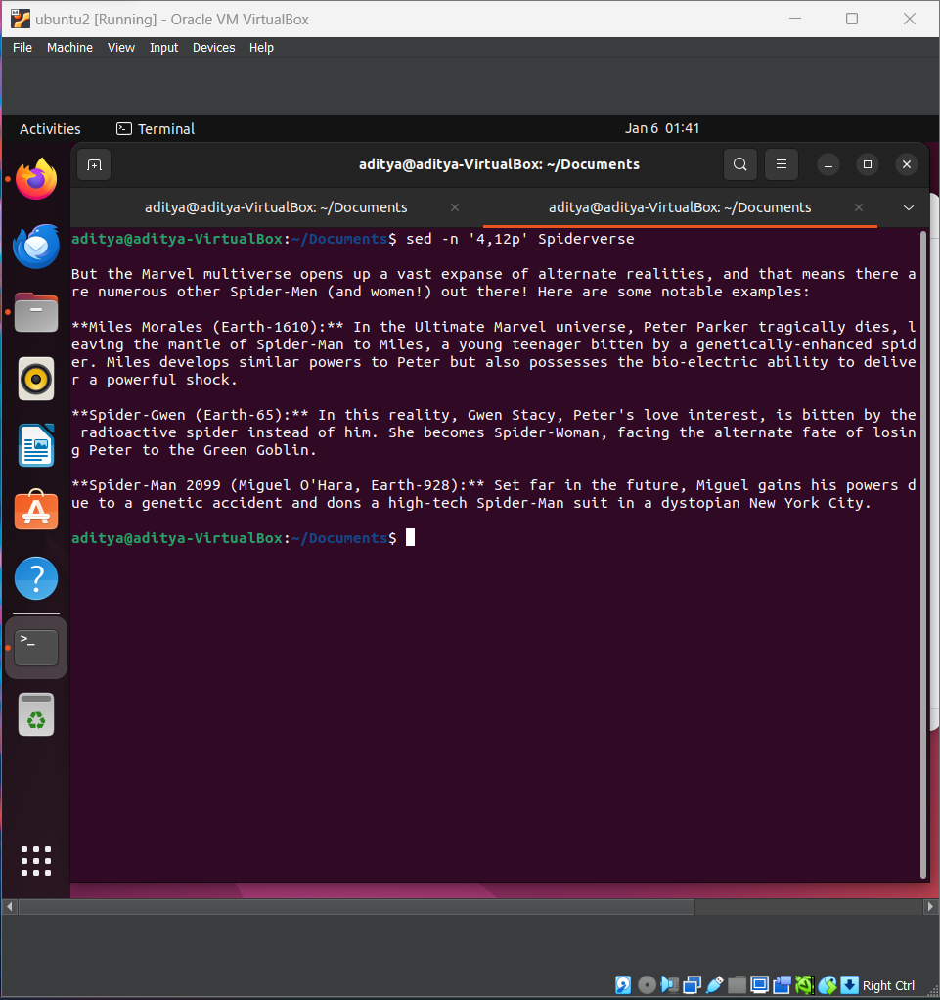 ubuntu2 [Running] - Oracle VM VirtualBox
File Machine View Input Devices Help
Activities Terminal Jan 6 01:41
aditya@aditya-VirtualBox: ~/Documents
aditya@aditya-VirtualBox: ~/Documents aditya@aditya-VirtualBox: ~/Documents
aditya@aditya-VirtualBox:~/Documents$ sed -n '4,12p' Spiderverse
But the Marvel multiverse opens up a vast expanse of alternate realities, and that means there a
re numerous other Spider-Men (and women!) out there! Here are some notable examples:
**Miles Morales (Earth-1610):** In the Ultimate Marvel universe, Peter Parker tragically dies, l
eaving the mantle of Spider-Man to Miles, a young teenager bitten by a genetically-enhanced spid
er. Miles develops similar powers to Peter but also possesses the bio-electric ability to delive
r a powerful shock.
**Spider-Gwen (Earth-65):** In this reality, Gwen Stacy, Peter's love interest, is bitten by the
 radioactive spider instead of him. She becomes Spider-Woman, facing the alternate fate of losin
g Peter to the Green Goblin.
**Spider-Man 2099 (Miguel O'Hara, Earth-928):** Set far in the future, Miguel gains his powers d
ue to a genetic accident and dons a high-tech Spider-Man suit in a dystopian New York City.
aditya@aditya-VirtualBox:~/Documents$
Right Ctrl